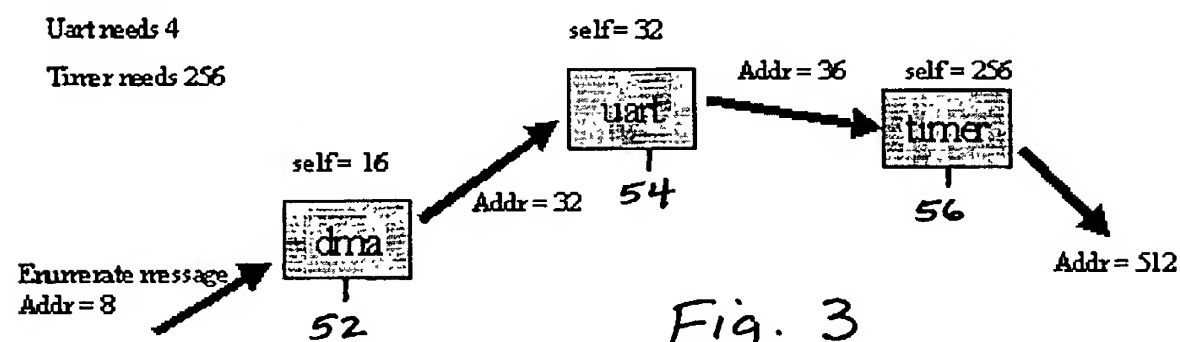 Uart needs 4
Timer needs 256
self= 32
Addr = 36
self = 256
uart
timer
self= 16
Addr = 32
54
56
dma
Enumerate message
Addr = 8
Addr = 512
52
Fig. 3